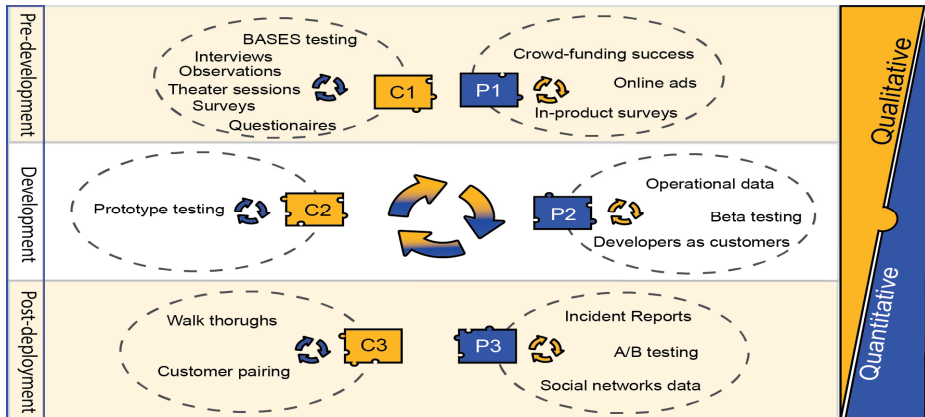 Pre-development
BASES testing
Interviews
Observations
Theater sessions
Surveys
Questionaires
C1
P1
Crowd-funding success
Online ads
In-product surveys
Qualitative
Development
Prototype testing
C2
P2
Operational data
Beta testing
Developers as customers
Post-deployment
Walk thorughs
Customer pairing
C3
P3
Incident Reports
A/B testing
Social networks data
Quantitative